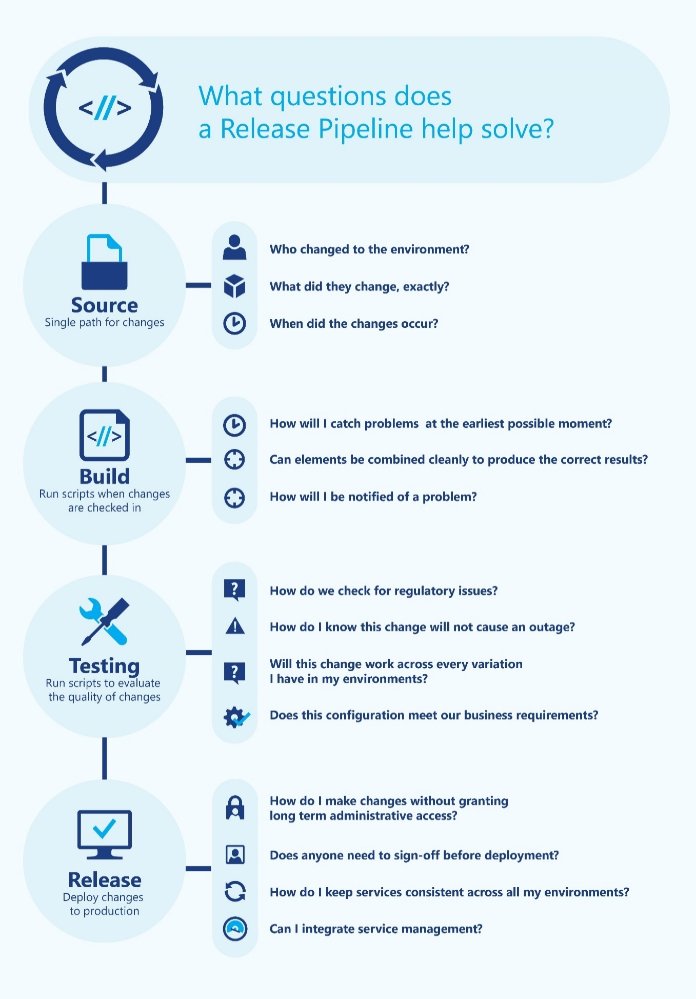 <//>
What questions does
a Release Pipeline help solve?
Source
Single path for changes
Who changed to the environment?
What did they change, exactly?
When did the changes occur?
<//>
Build
Run scripts when changes
are checked in
How will I catch problems  at the earliest possible moment?
Can elements be combined cleanly to produce the correct results?
How will I be notified of a problem?
Testing
Run scripts to evaluate
the quality of changes
?
How do we check for regulatory issues?
!
How do I know this change will not cause an outage?
?
Will this change work across every variation
I have in my environments?
Does this configuration meet our business requirements?
Release
Deploy changes
to production
How do I make changes without granting
long term administrative access?
Does anyone need to sign-off before deployment?
How do I keep services consistent across all my environments?
Can I integrate service management?